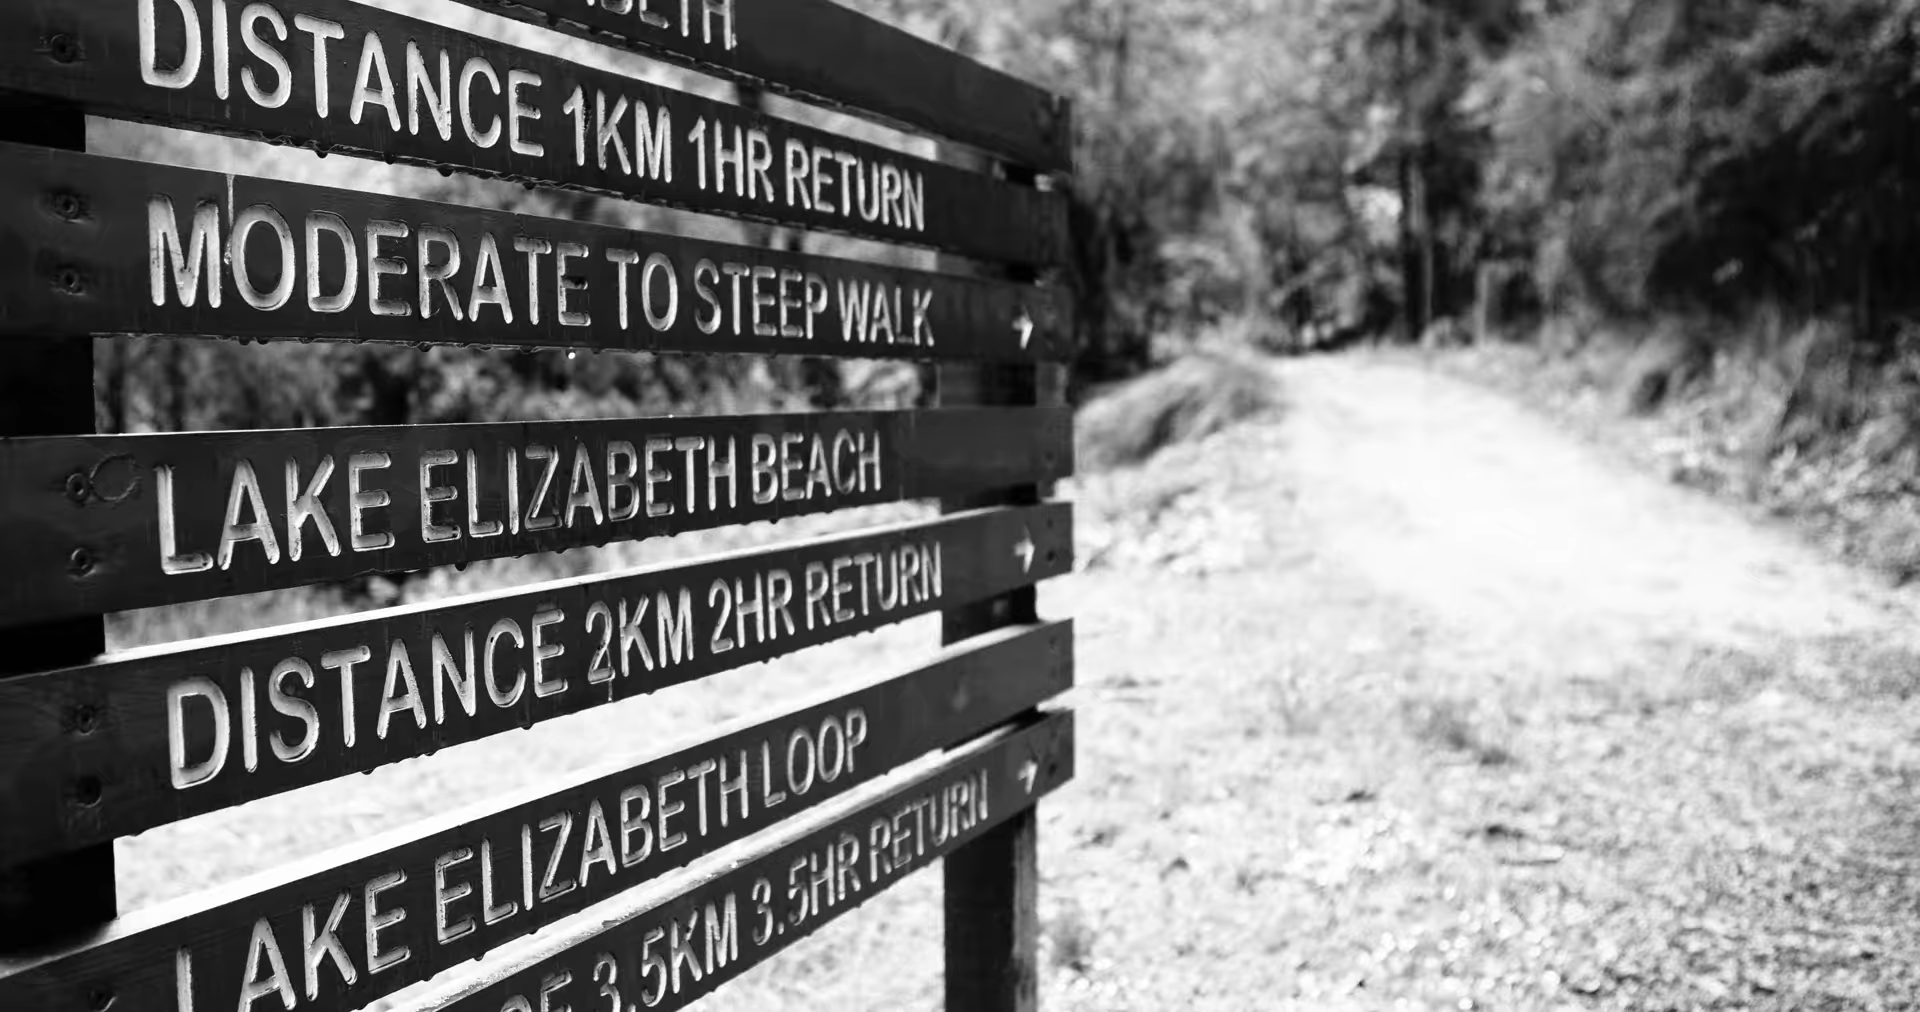 DISTANCE 1KM 1HR RETURN
MODERATE TO STEEP WALK →
LAKE ELIZABETH BEACH
DISTANCE 2KM 2HR RETURN →
LAKE ELIZABETH LOOP
3.5KM 3.5HR RETURN →